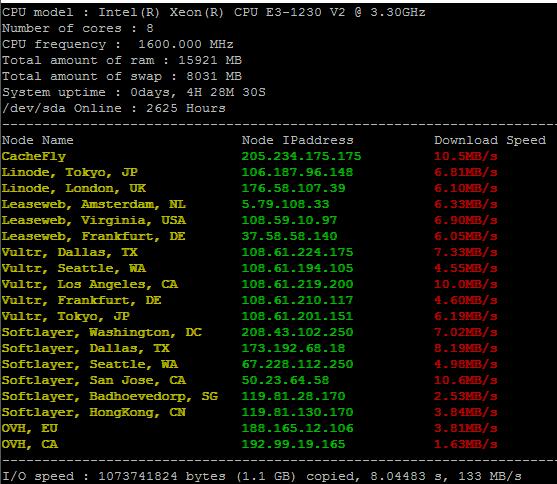 CPU model : Intel(R) Xeon(R) CPU E3-1230 V2 @ 3.30GHz
Number of cores : 8
CPU frequency :  1600.000 MHz
Total amount of ram : 15921 MB
Total amount of swap : 8031 MB
System uptime : 0days, 4H 28M 30S
/dev/sda Online : 2625 Hours
----------------------------------------------------------------------
Node Name                     Node IPaddress          Download Speed
CacheFly                      205.234.175.175         10.5MB/s
Linode, Tokyo, JP             106.187.96.148          6.81MB/s
Linode, London, UK            176.58.107.39           6.10MB/s
Leaseweb, Amsterdam, NL       5.79.108.33             6.33MB/s
Leaseweb, Virginia, USA       108.59.10.97            6.90MB/s
Leaseweb, Frankfurt, DE       37.58.58.140            6.05MB/s
Vultr, Dallas, TX             108.61.224.175          7.33MB/s
Vultr, Seattle, WA            108.61.194.105          4.55MB/s
Vultr, Los Angeles, CA        108.61.219.200          10.0MB/s
Vultr, Frankfurt, DE          108.61.210.117          4.60MB/s
Vultr, Tokyo, JP              108.61.201.151          6.19MB/s
Softlayer, Washington, DC     208.43.102.250          7.02MB/s
Softlayer, Dallas, TX         173.192.68.18           8.19MB/s
Softlayer, Seattle, WA        67.228.112.250          4.98MB/s
Softlayer, San Jose, CA       50.23.64.58             10.6MB/s
Softlayer, Badhoevedorp, SG   119.81.28.170           2.53MB/s
Softlayer, HongKong, CN       119.81.130.170          3.84MB/s
OVH, EU                       188.165.12.106          3.81MB/s
OVH, CA                       192.99.19.165           1.63MB/s
----------------------------------------------------------------------
I/O speed : 1073741824 bytes (1.1 GB) copied, 8.04483 s, 133 MB/s